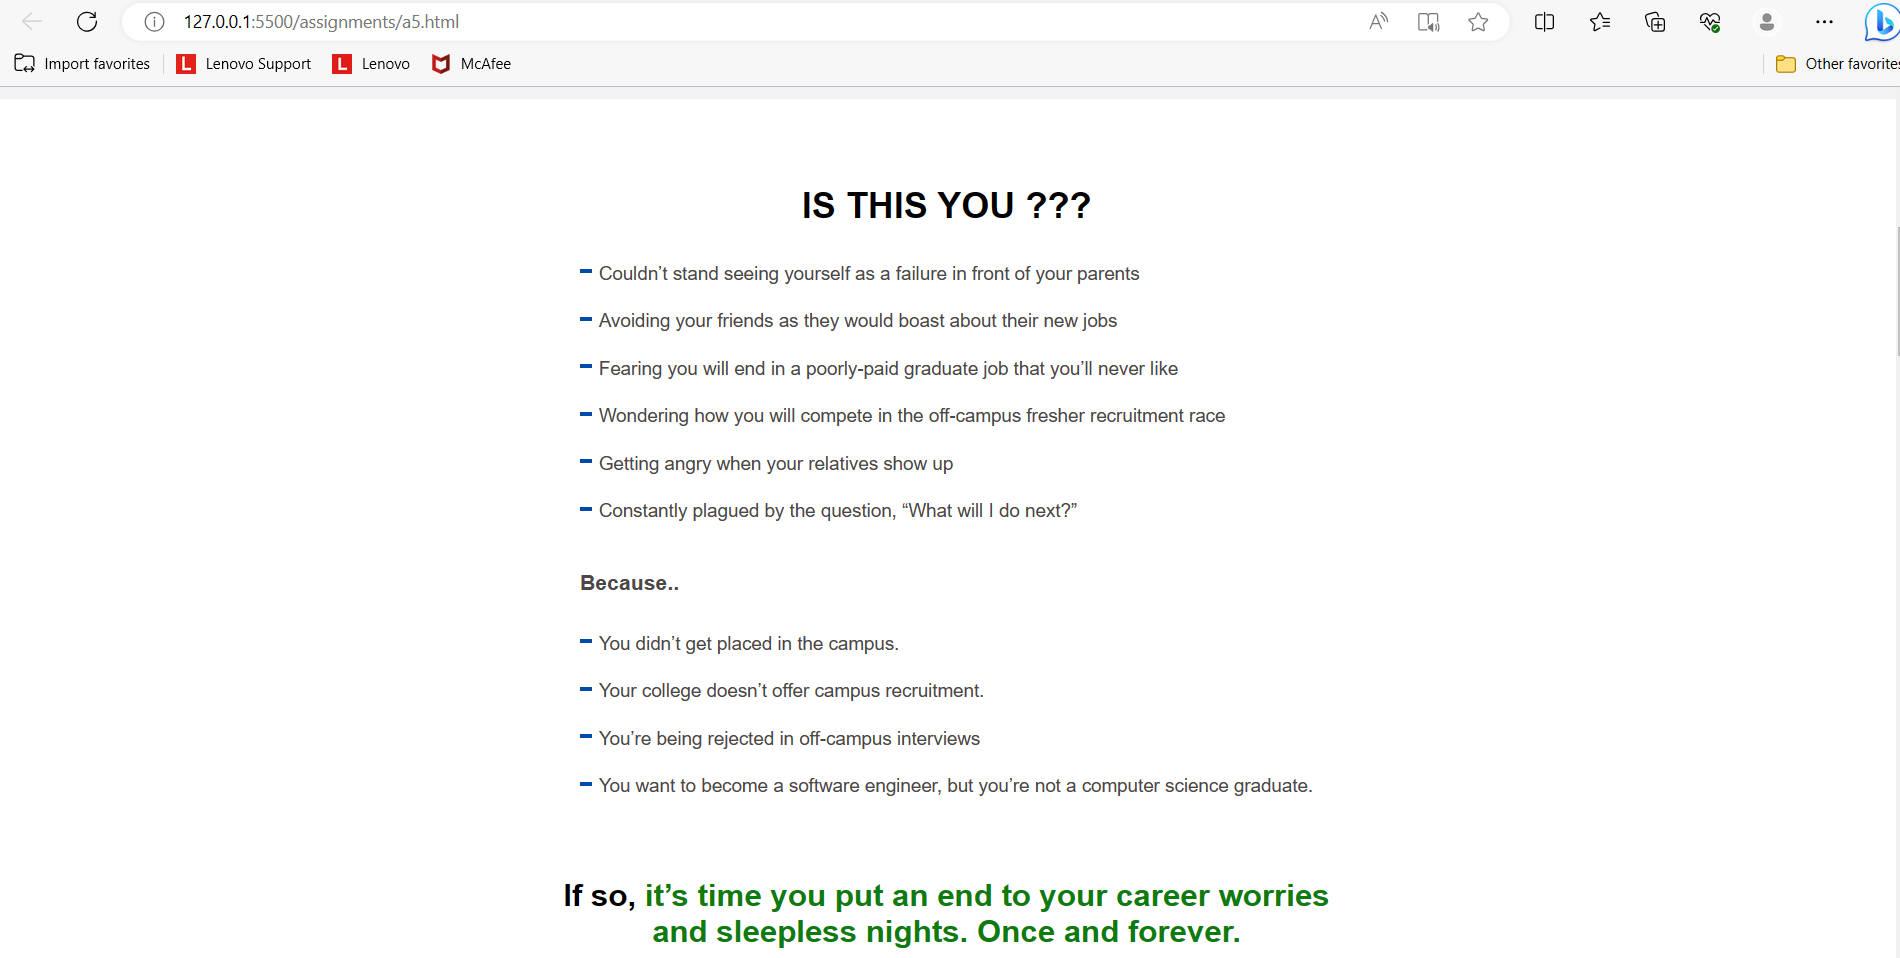 127.0.0.1:5500/assignments/a5.html
Import favorites L Lenovo Support L Lenovo McAfee Other favorites
IS THIS YOU ???
Couldn’t stand seeing yourself as a failure in front of your parents
Avoiding your friends as they would boast about their new jobs
Fearing you will end in a poorly-paid graduate job that you’ll never like
Wondering how you will compete in the off-campus fresher recruitment race
Getting angry when your relatives show up
Constantly plagued by the question, “What will I do next?”
Because..
You didn’t get placed in the campus.
Your college doesn’t offer campus recruitment.
You’re being rejected in off-campus interviews
You want to become a software engineer, but you’re not a computer science graduate.
If so, it’s time you put an end to your career worries
and sleepless nights. Once and forever.